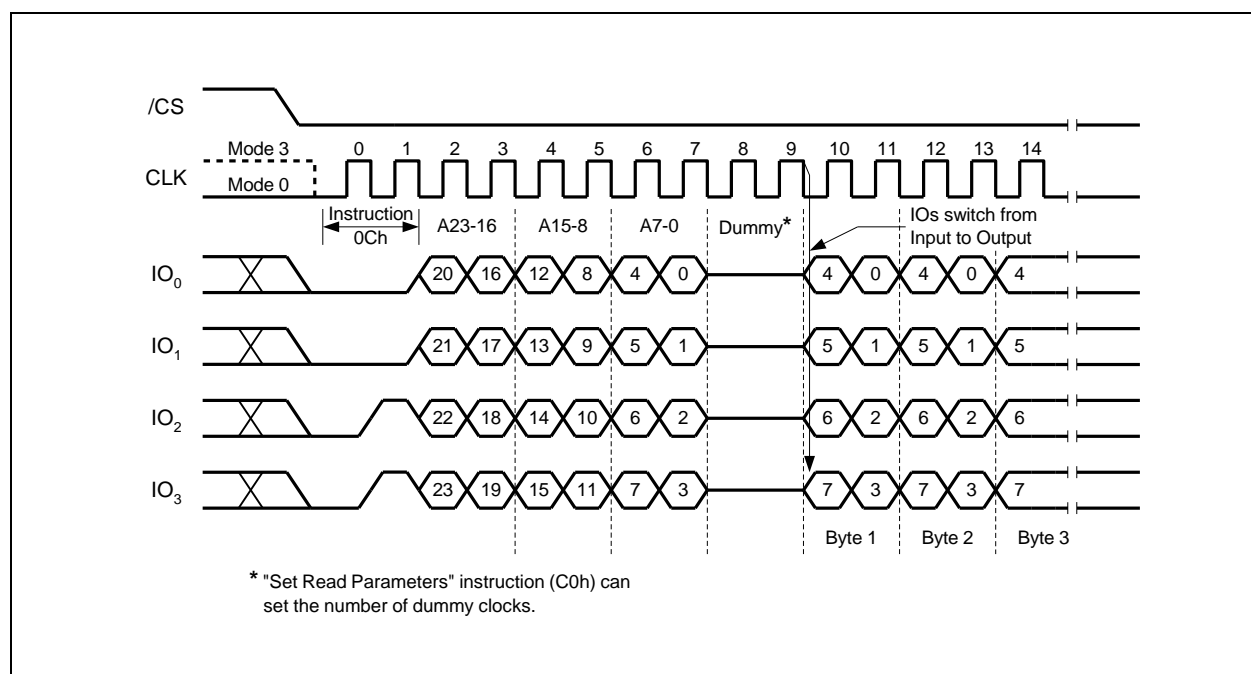 /CS
Mode 3 0 1 2 3 4 5 6 7 8 9 10 11 12 13 14
CLK
Mode 0
Instruction
0Ch
A23-16 A15-8 A7-0 Dummy*
IOs switch from
Input to Output
IO0 20 16 12 8 4 0 4 0 4 0 4
IO1 21 17 13 9 5 1 5 1 5 1 5
IO2 22 18 14 10 6 2 6 2 6 2 6
IO3 23 19 15 11 7 3 7 3 7 3 7
Byte 1 Byte 2 Byte 3
* "Set Read Parameters" instruction (C0h) can
set the number of dummy clocks.